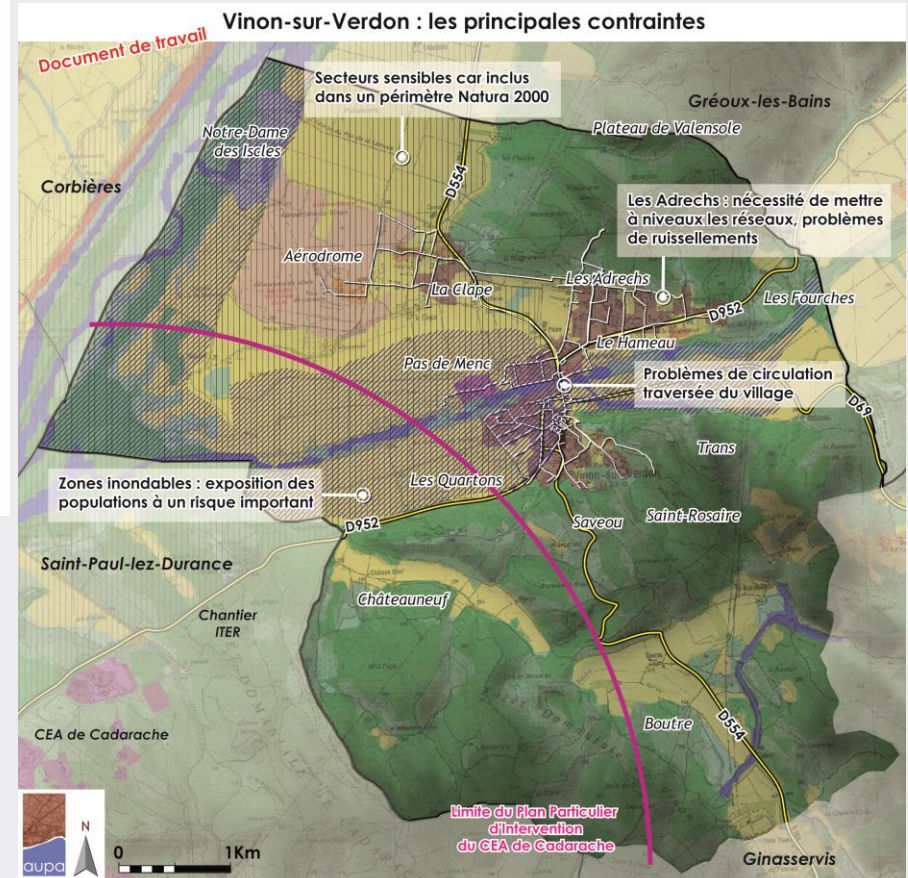 Vinon-sur-Verdon : les principales contraintes
Document de travail
Secteurs sensibles car inclus
dans un périmètre Natura 2000
Gréoux-les-Bains
Notre-Dame
des Iscles
Plateau de Valensole
Corbières
D554
Les Adrechs : nécessité de mettre
à niveaux les réseaux, problèmes
de ruissellements
Aérodrome
Les Adrechs
La Clape
Les Fourches
D952
Le Hameau
Pas de Menc
Problèmes de circulation
traversée du village
D69
Trans
Zones inondables : exposition des
populations à un risque important
Les Quartons
Vinon-sur-Verdon
D952
Saveou
Saint-Rosaire
Saint-Paul-lez-Durance
Châteauneuf
Chantier
ITER
CEA de Cadarache
Boutre
D554
Limite du Plan Particulier
d'Intervention
du CEA de Cadarache
N
0 1Km
aupa
Ginasservis